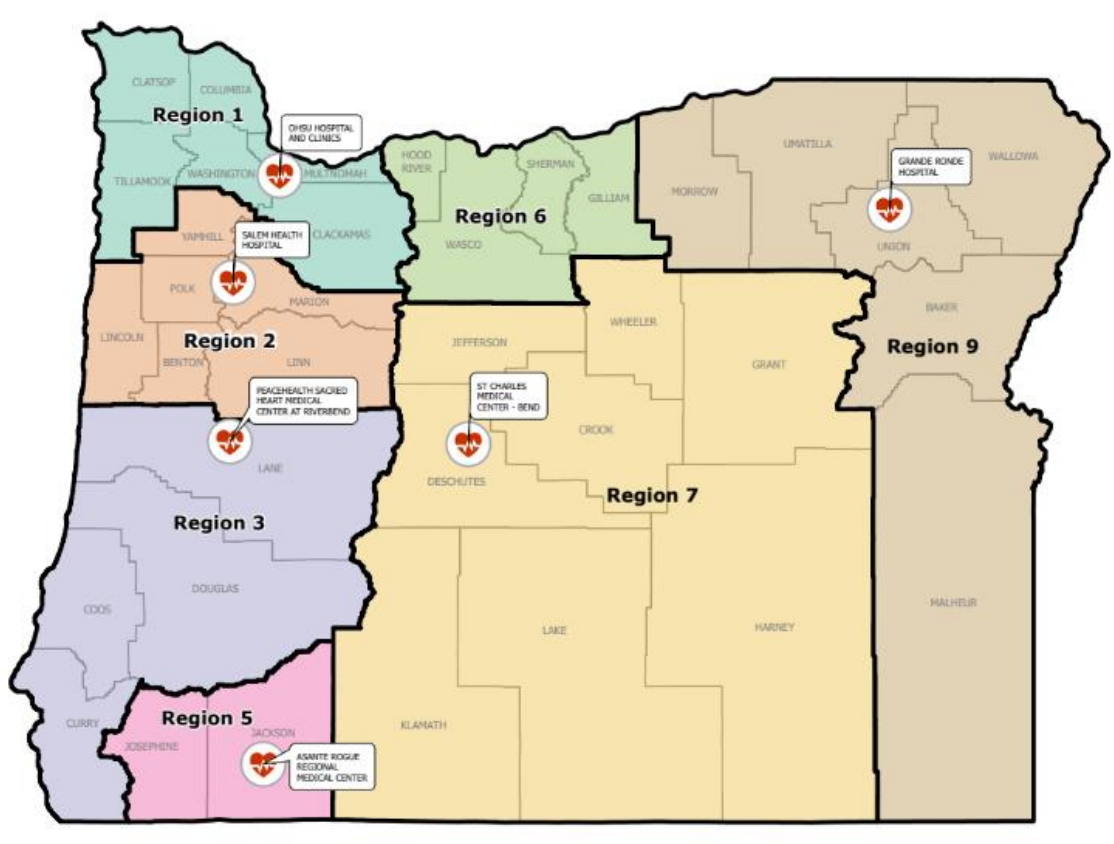 CLATSOP
COLUMBIA
Region 1
OHSU HOSPITAL
AND CLINICS
TILLAMOOK
WASHINGTON
MULTNOMAH
CLACKAMAS
HOOD
RIVER
SHERMAN
GILLIAM
Region 6
WASCO
MORROW
UMATILLA
WALLOWA
GRANDE RONDE
HOSPITAL
UNION
BAKER
Region 9
MALHEUR
YAMHILL
SALEM HEALTH
HOSPITAL
POLK
MARION
LINCOLN
Region 2
BENTON
LINN
PEACEHEALTH SACRED
HEART MEDICAL
CENTER AT RIVERBEND
LANE
Region 3
DOUGLAS
COOS
CURRY
JEFFERSON
WHEELER
GRANT
ST CHARLES
MEDICAL
CENTER - BEND
CROOK
DESCHUTES
Region 7
LAKE
HARNEY
KLAMATH
Region 5
JOSEPHINE
JACKSON
ASANTE ROGUE
REGIONAL
MEDICAL CENTER